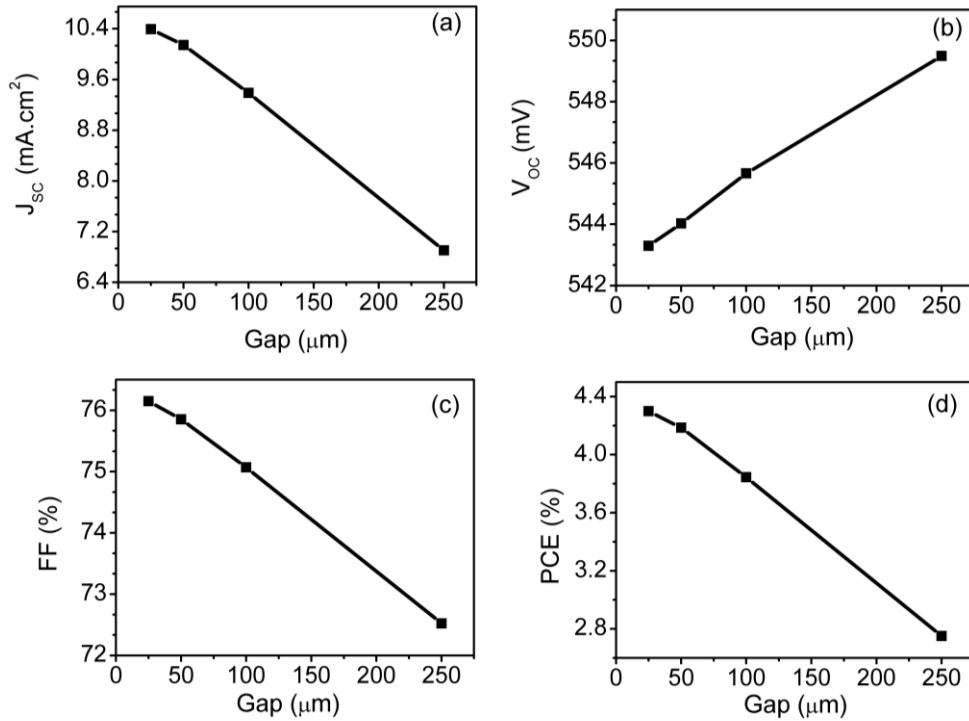 (a)
J_SC (mA.cm²)
10.4
9.6
8.8
8.0
7.2
6.4
0 50 100 150 200 250
Gap (μm)
(b)
V_OC (mV)
550
548
546
544
542
0 50 100 150 200 250
Gap (μm)
(c)
FF (%)
76
75
74
73
72
0 50 100 150 200 250
Gap (μm)
(d)
PCE (%)
4.4
4.0
3.6
3.2
2.8
0 50 100 150 200 250
Gap (μm)